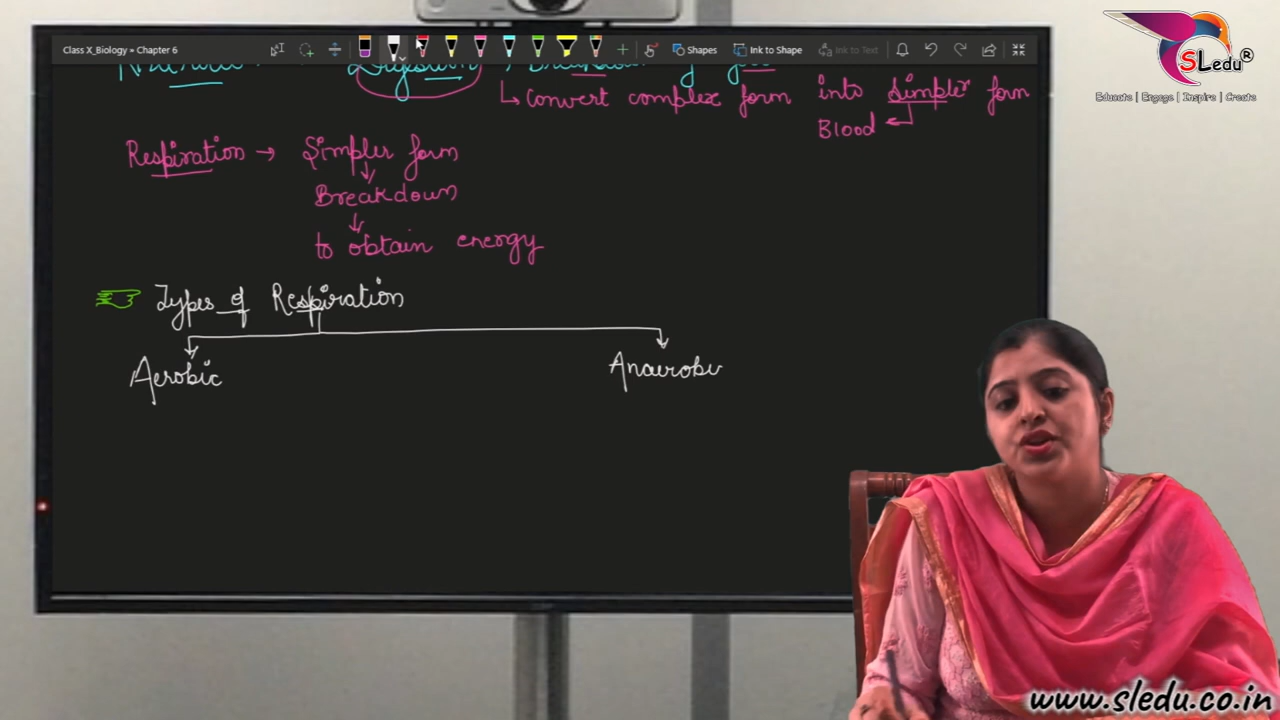 Class X_Biology » Chapter 6
Shapes
Ink to Shape
Ink to Text
SLedu®
Educate | Engage | Inspire | Create
Digestion
Convert complex form into simpler form
Blood
Respiration → Simpler form
Breakdown
to obtain energy
Types of Respiration
Aerobic
Anairobi
www.sledu.co.in